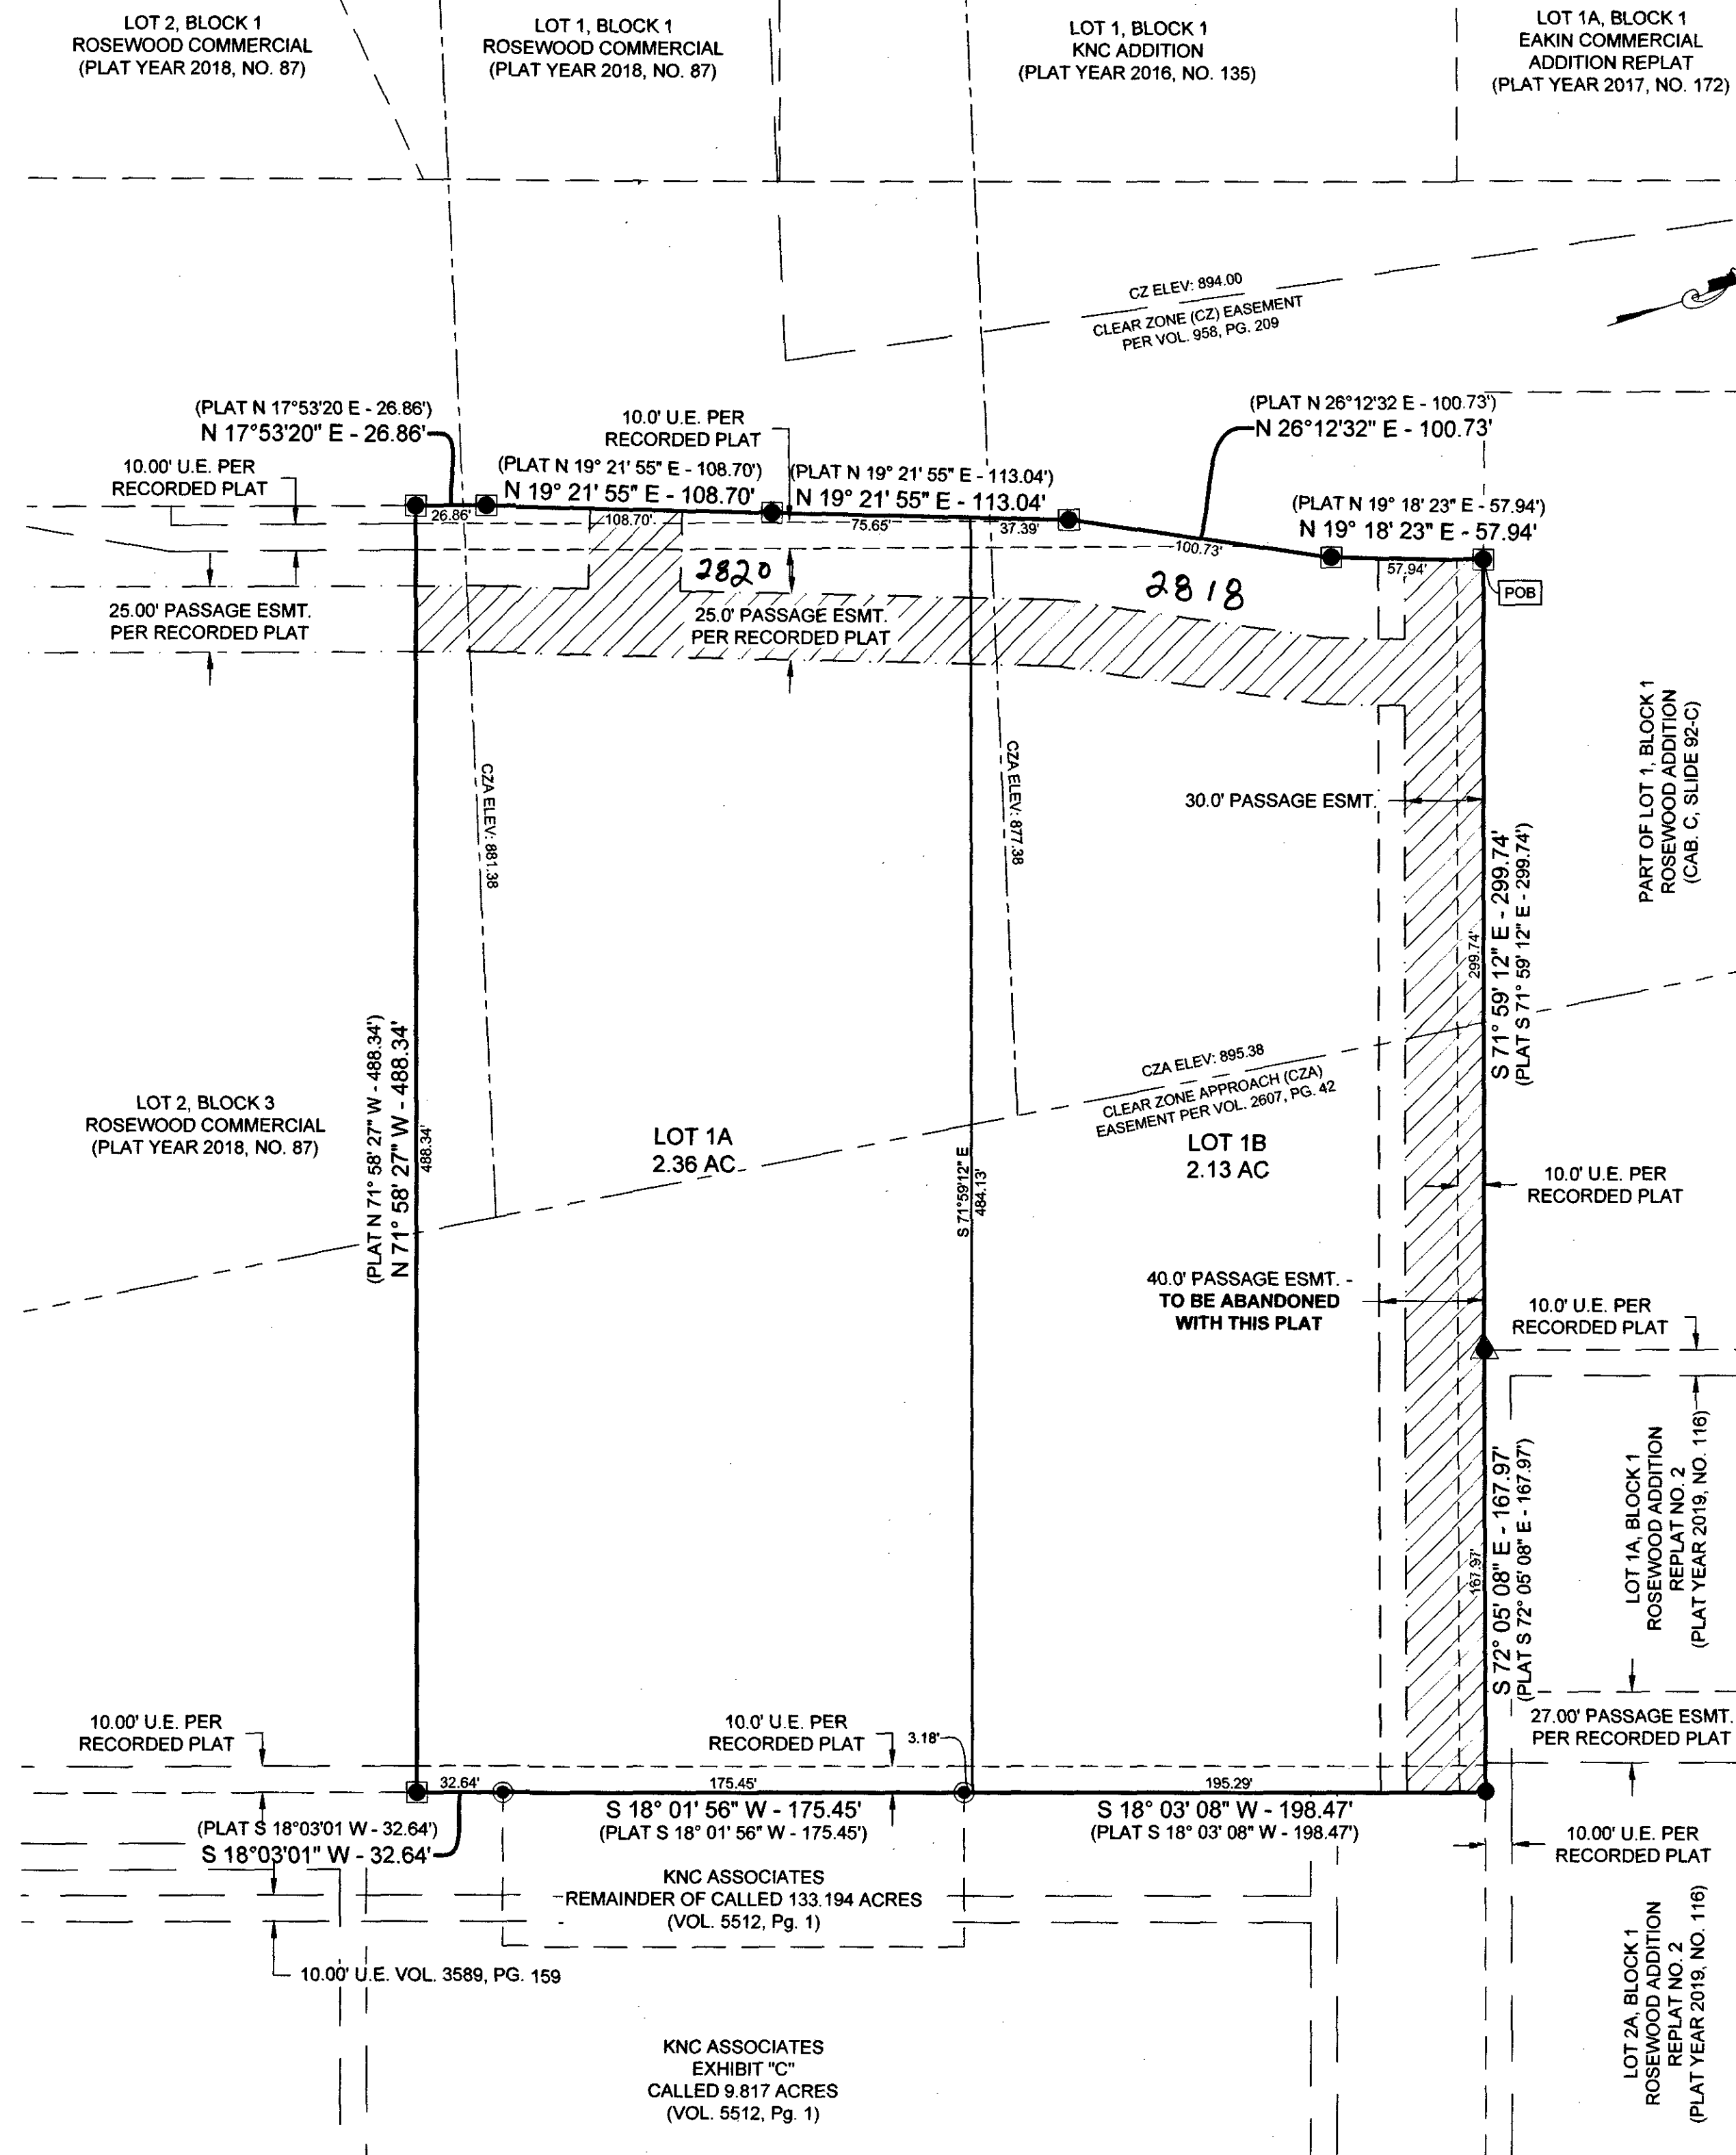 LOT 2, BLOCK 1
ROSEWOOD COMMERCIAL
(PLAT YEAR 2018, NO. 87)
LOT 1, BLOCK 1
ROSEWOOD COMMERCIAL
(PLAT YEAR 2018, NO. 87)
LOT 1, BLOCK 1
KNC ADDITION
(PLAT YEAR 2016, NO. 135)
LOT 1A, BLOCK 1
EAKIN COMMERCIAL
ADDITION REPLAT
(PLAT YEAR 2017, NO. 172)
CZ ELEV: 894.00
CLEAR ZONE (CZ) EASEMENT
PER VOL. 958, PG. 209
(PLAT N 17°53'20 E - 26.86')
N 17°53'20" E - 26.86'
10.00' U.E. PER
RECORDED PLAT
10.0' U.E. PER
RECORDED PLAT
(PLAT N 19° 21' 55" E - 108.70')
N 19° 21' 55" E - 108.70'
(PLAT N 19° 21' 55" E - 113.04')
N 19° 21' 55" E - 113.04'
(PLAT N 26°12'32 E - 100.73')
N 26°12'32" E - 100.73'
(PLAT N 19° 18' 23" E - 57.94')
N 19° 18' 23" E - 57.94'
26.86'
108.70'
75.65'
37.39'
100.73'
57.94'
POB
2820
2818
25.00' PASSAGE ESMT.
PER RECORDED PLAT
25.0' PASSAGE ESMT.
PER RECORDED PLAT
CZA ELEV: 881.38
CZA ELEV: 877.38
30.0' PASSAGE ESMT.
PART OF LOT 1, BLOCK 1
ROSEWOOD ADDITION
(CAB. C, SLIDE 92-C)
299.74'
S 71° 59' 12" E - 299.74'
(PLAT S 71° 59' 12" E - 299.74')
(PLAT N 71° 58' 27" W - 488.34')
N 71° 58' 27" W - 488.34'
488.34'
LOT 2, BLOCK 3
ROSEWOOD COMMERCIAL
(PLAT YEAR 2018, NO. 87)
LOT 1A
2.36 AC.
S 71°59'12" E
484.13'
CZA ELEV: 895.38
CLEAR ZONE APPROACH (CZA)
EASEMENT PER VOL. 2607, PG. 42
LOT 1B
2.13 AC
10.0' U.E. PER
RECORDED PLAT
40.0' PASSAGE ESMT. -
TO BE ABANDONED
WITH THIS PLAT
10.0' U.E. PER
RECORDED PLAT
167.97'
S 72° 05' 08" E - 167.97'
(PLAT S 72° 05' 08" E - 167.97')
LOT 1A, BLOCK 1
ROSEWOOD ADDITION
REPLAT NO. 2
(PLAT YEAR 2019, NO. 116)
10.00' U.E. PER
RECORDED PLAT
10.0' U.E. PER
RECORDED PLAT
3.18'
27.00' PASSAGE ESMT.
PER RECORDED PLAT
32.64'
175.45'
195.29'
(PLAT S 18°03'01 W - 32.64')
S 18°03'01" W - 32.64'
S 18° 01' 56" W - 175.45'
(PLAT S 18° 01' 56" W - 175.45')
S 18° 03' 08" W - 198.47'
(PLAT S 18° 03' 08" W - 198.47')
10.00' U.E. PER
RECORDED PLAT
KNC ASSOCIATES
REMAINDER OF CALLED 133.194 ACRES
(VOL. 5512, Pg. 1)
10.00' U.E. VOL. 3589, PG. 159
KNC ASSOCIATES
EXHIBIT "C"
CALLED 9.817 ACRES
(VOL. 5512, Pg. 1)
LOT 2A, BLOCK 1
ROSEWOOD ADDITION
REPLAT NO. 2
(PLAT YEAR 2019, NO. 116)